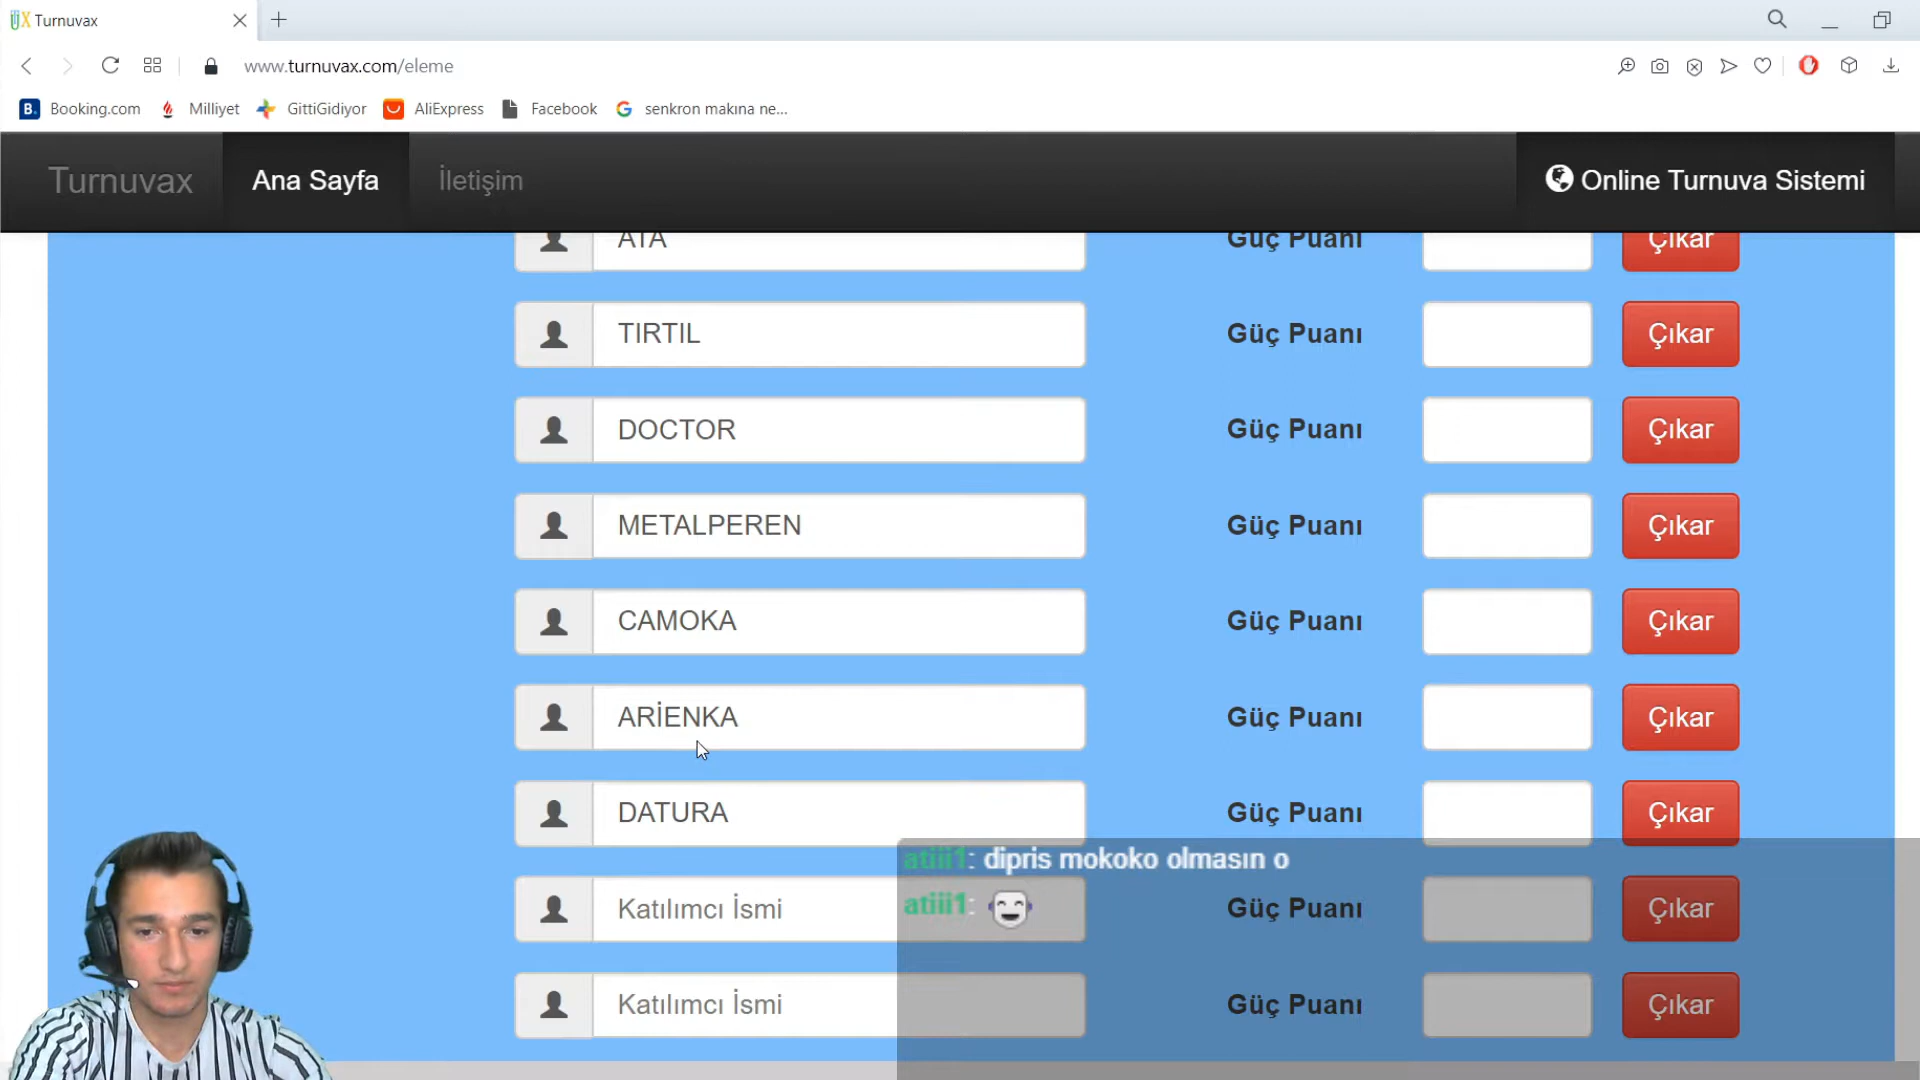 Turnuvax
www.turnuvax.com/eleme
Booking.com Milliyet GittiGidiyor AliExpress Facebook senkron makına ne...
Turnuvax Ana Sayfa İletişim Online Turnuva Sistemi
ATA Güç Puanı Çıkar
TIRTIL Güç Puanı Çıkar
DOCTOR Güç Puanı Çıkar
METALPEREN Güç Puanı Çıkar
CAMOKA Güç Puanı Çıkar
ARİENKA Güç Puanı Çıkar
DATURA Güç Puanı Çıkar
atiii1: dipris mokoko olmasın o
Katılımcı İsmi atiii1: Güç Puanı Çıkar
Katılımcı İsmi Güç Puanı Çıkar